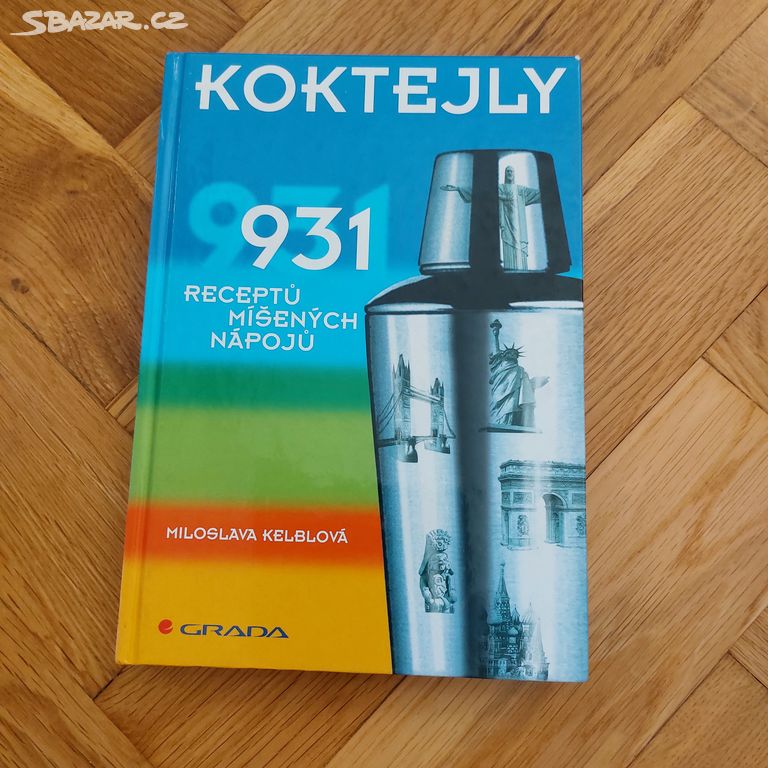 SBAZAR.CZ
KOKTEJLY
931
931
RECEPTŮ
MÍŠENÝCH
NÁPOJŮ
MILOSLAVA KELBLOVÁ
GRADA